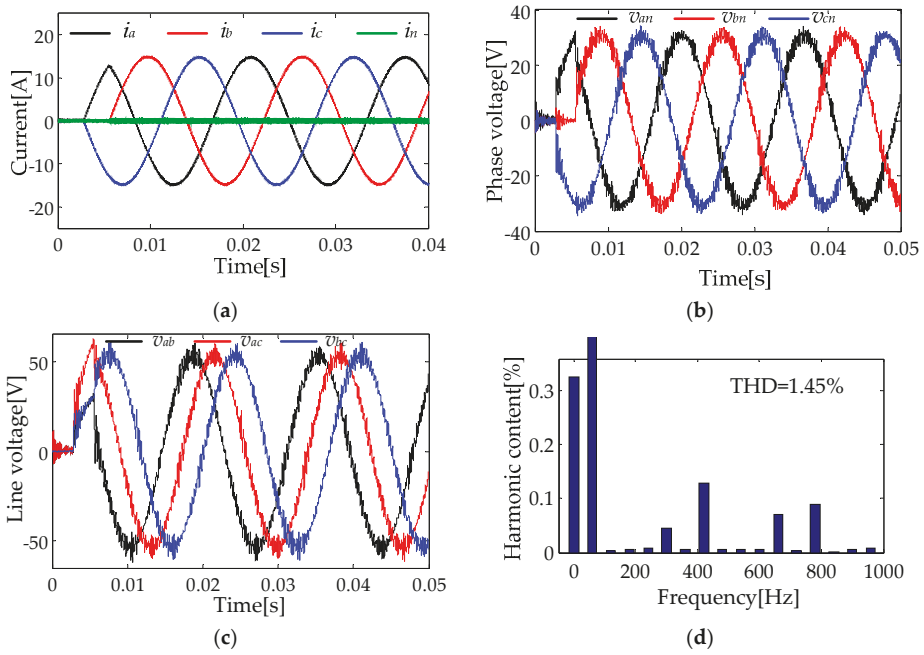 i_a i_b i_c i_n
20
10
0
-10
-20
Current[A]
0 0.01 0.02 0.03 0.04
Time[s]
(a)
v_an v_bn v_cn
40
20
0
-20
-40
Phase voltage[V]
0 0.01 0.02 0.03 0.04 0.05
Time[s]
(b)
v_ab v_ac v_bc
50
0
-50
Line voltage[V]
0 0.01 0.02 0.03 0.04 0.05
Time[s]
(c)
THD=1.45%
0.3
0.2
0.1
0
Harmonic content[%]
0 200 400 600 800 1000
Frequency[Hz]
(d)